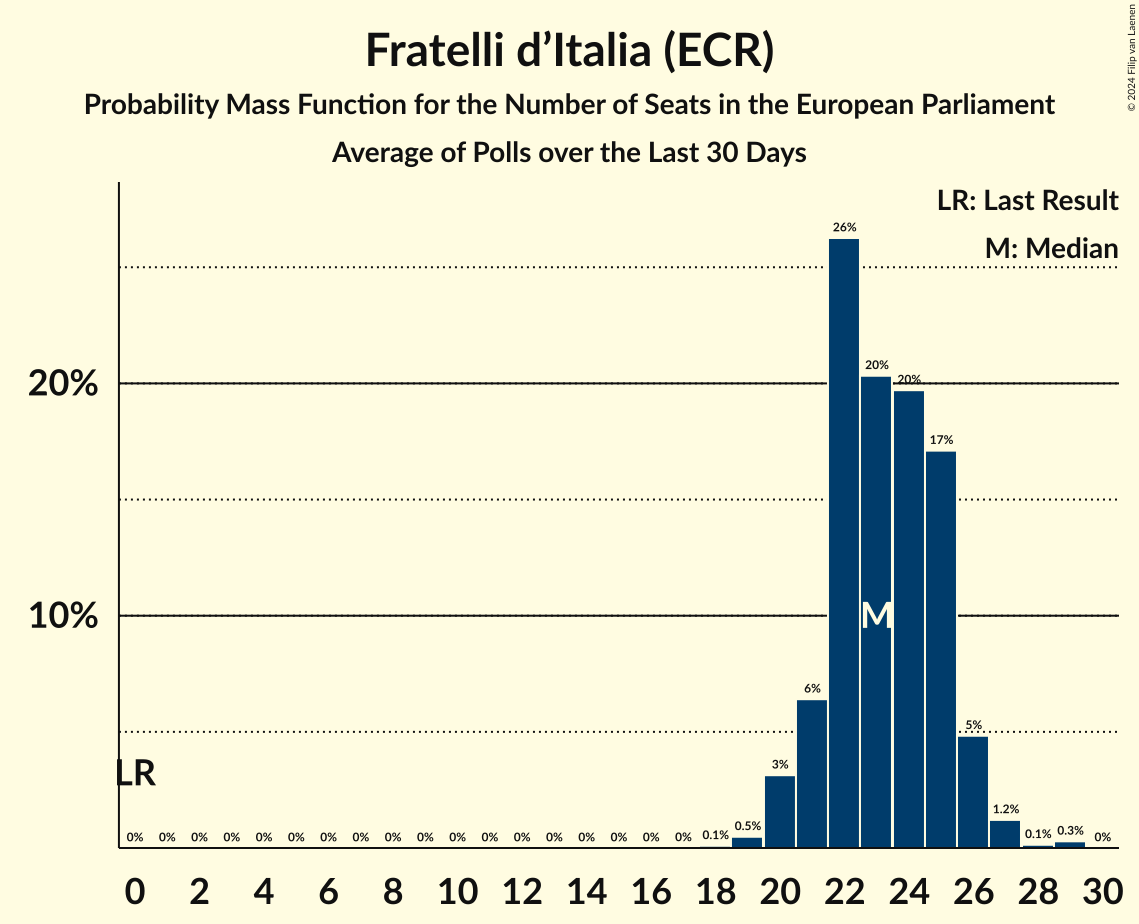 Fratelli d’Italia (ECR)
Probability Mass Function for the Number of Seats in the European Parliament
Average of Polls over the Last 30 Days
© 2024 Filip van Laenen
LR: Last Result
M: Median
26%
20%
20%
20%
17%
10%
M
6%
5%
LR
3%
1.2%
0% 0% 0% 0% 0% 0% 0% 0% 0% 0% 0% 0% 0% 0% 0% 0% 0% 0% 0.1% 0.5% 0.1% 0.3% 0%
0 2 4 6 8 10 12 14 16 18 20 22 24 26 28 30